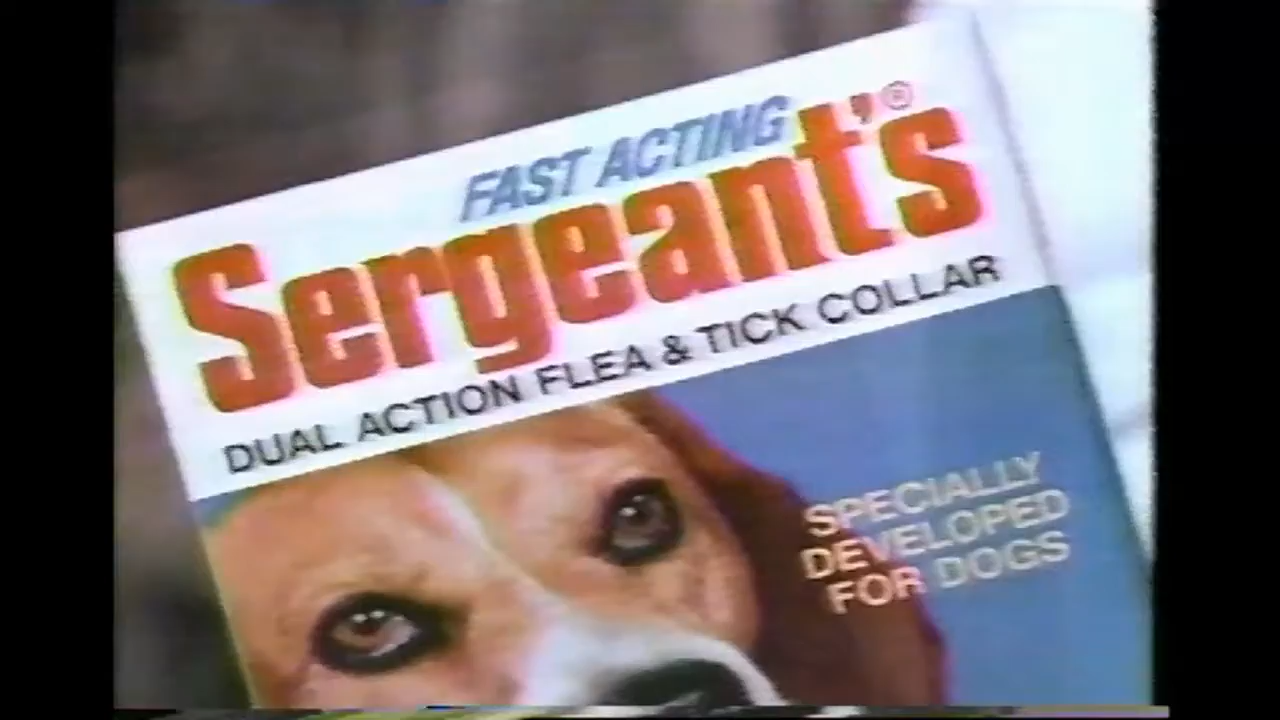 FAST ACTING
Sergeant's®
DUAL ACTION FLEA & TICK COLLAR
SPECIALLY
DEVELOPED
FOR DOGS